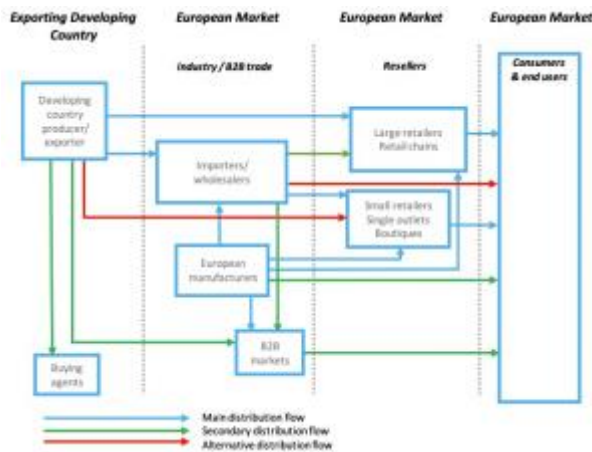 Exporting Developing
Country
European Market
European Market
European Market
Industry / B2B trade
Resellers
Consumers
& end users
Developing
country
producer/
exporter
Large retailers
Retail chains
Importers/
wholesalers
Small retailers
Single outlets
Boutiques
European
manufacturers
B2B
markets
Buying
agents
Main distribution flow
Secondary distribution flow
Alternative distribution flow